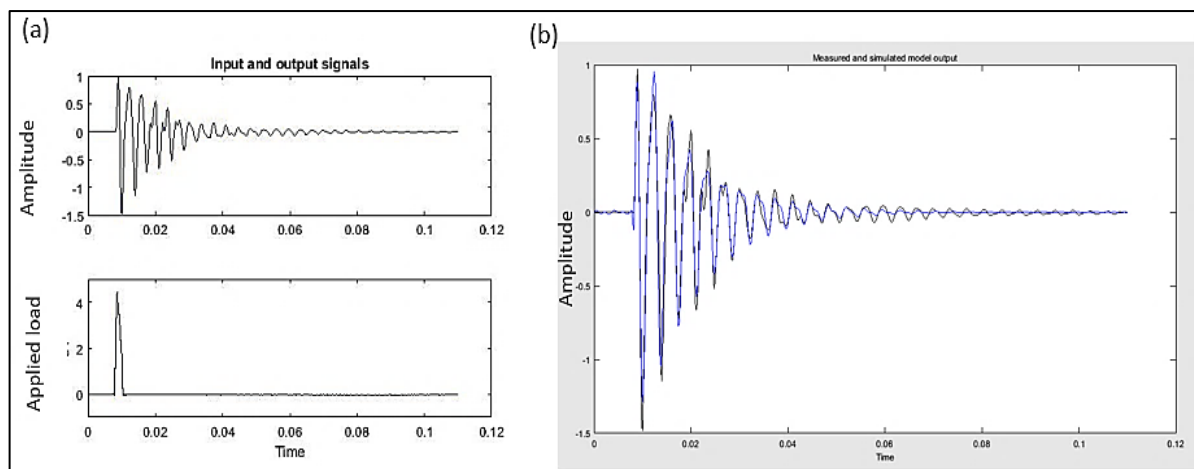 (a)
Input and output signals
1
0.5
0
-0.5
-1
-1.5
Amplitude
0 0.02 0.04 0.06 0.08 0.1 0.12
4
2
0
Applied load
0 0.02 0.04 0.06 0.08 0.1 0.12
Time
(b)
Measured and simulated model output
1
0.5
0
-0.5
-1
-1.5
Amplitude
0 0.02 0.04 0.06 0.08 0.1 0.12
Time